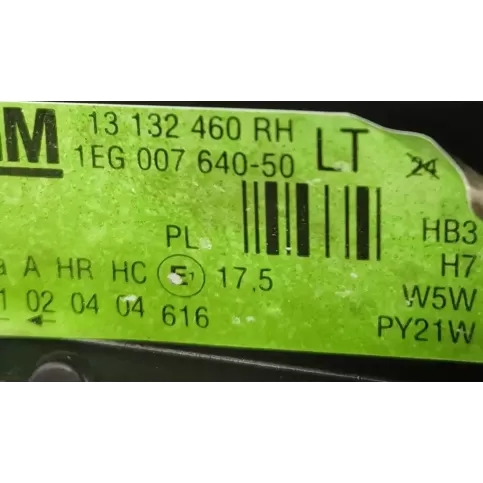 GM 13 132 460 RH LT 24
1EG 007 640-50
PL HB3
a A HR HC E1 17,5 H7
1 02 04 04 616 W5W
PY21W